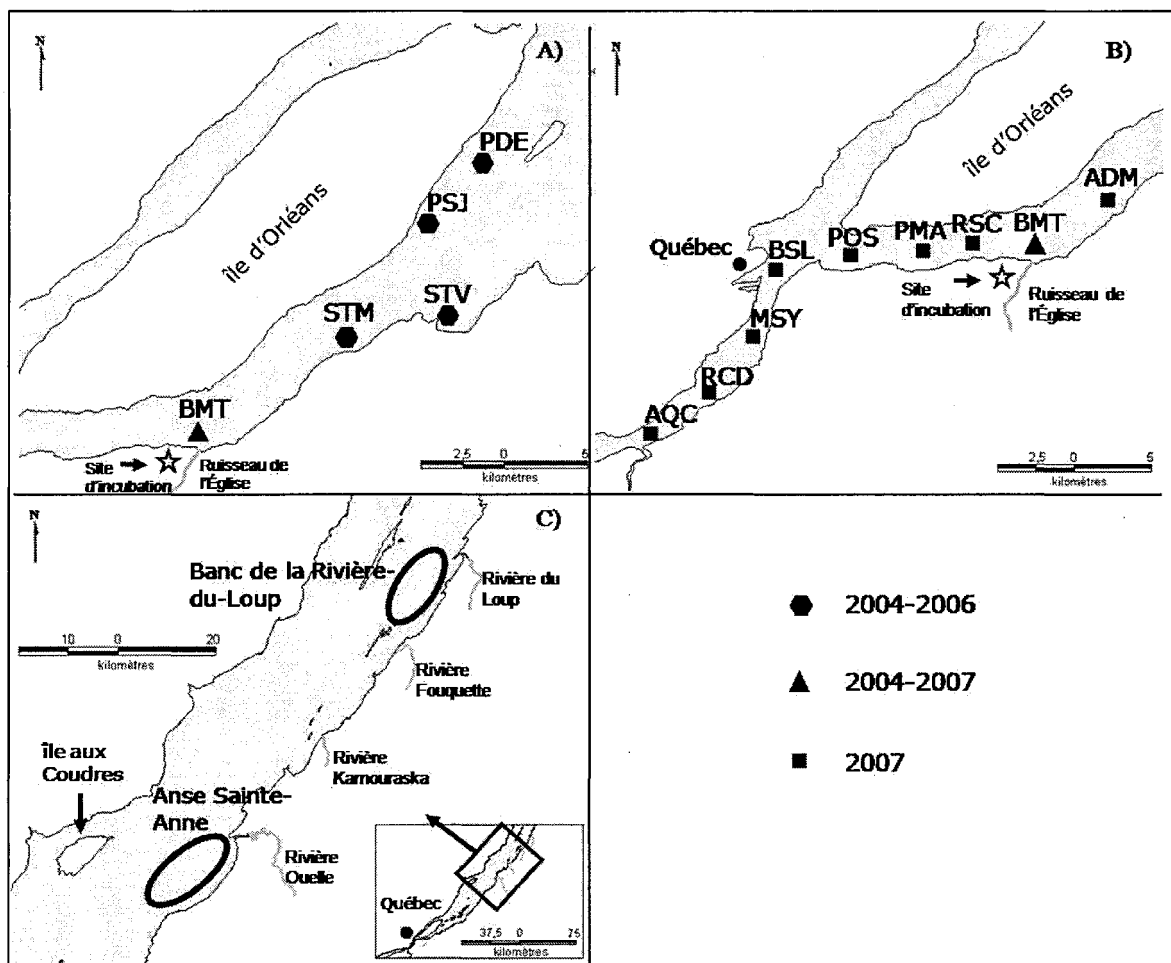 N
A)
PDE
PSJ
île d'Orléans
STV
STM
BMT
Site
d'incubation
Ruisseau de
l'Église
2,5 0 5
kilomètres
N
B)
île d'Orléans
ADM
BMT
RSC
PMA
POS
Québec
BSL
Site
d'incubation
Ruisseau de
l'Église
MSY
RCD
AQC
2,5 0 5
kilomètres
N
C)
Banc de la Rivière-
du-Loup
Rivière du
Loup
10 0 20
kilomètres
Rivière
Fouquette
Rivière
Kamouraska
île aux
Coudres
Anse Sainte-
Anne
Rivière
Ouelle
Québec
37,5 0 75
kilomètres
2004-2006
2004-2007
2007